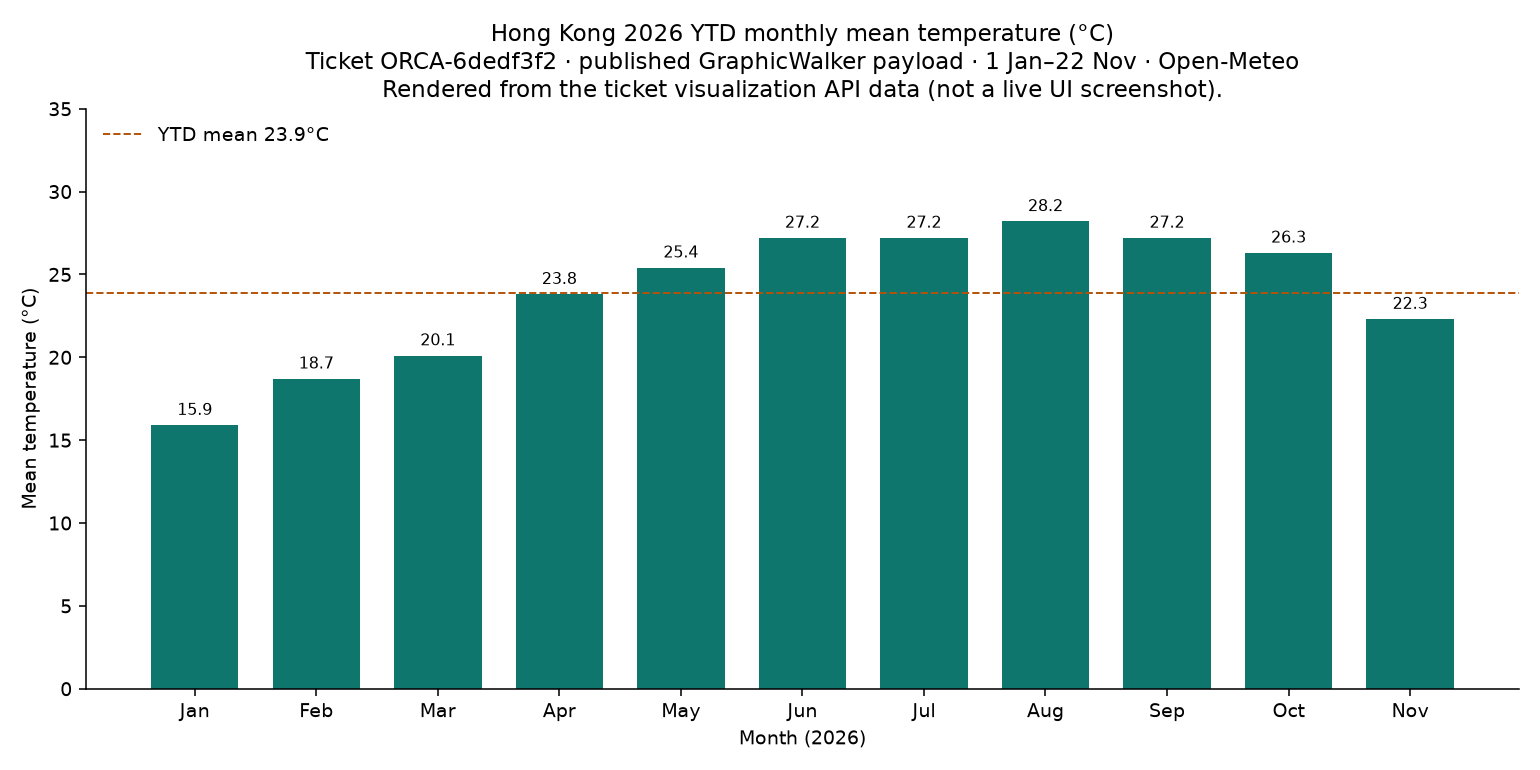 Hong Kong 2026 YTD monthly mean temperature (°C)
Ticket ORCA-6dedf3f2 · published GraphicWalker payload · 1 Jan–22 Nov · Open-Meteo
Rendered from the ticket visualization API data (not a live UI screenshot).
YTD mean 23.9°C
Mean temperature (°C)
35
30
25
20
15
10
5
0
15.9
18.7
20.1
23.8
25.4
27.2
27.2
28.2
27.2
26.3
22.3
Jan Feb Mar Apr May Jun Jul Aug Sep Oct Nov
Month (2026)